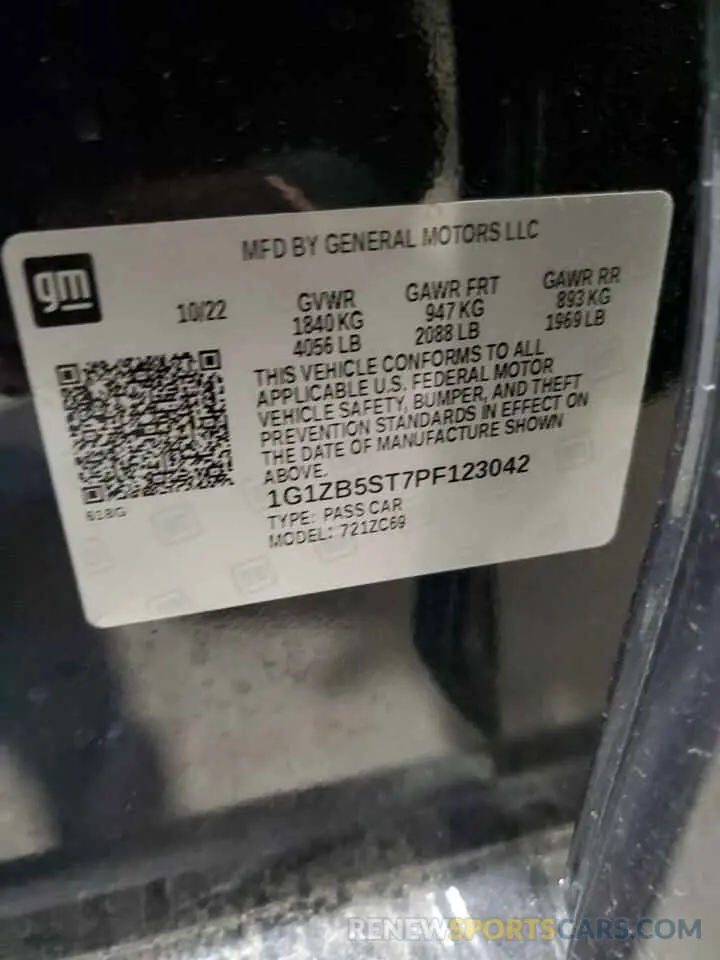 MFD BY GENERAL MOTORS LLC
gm
10/22
GVWR
1840 KG
4056 LB
GAWR FRT
947 KG
2088 LB
GAWR RR
893 KG
1969 LB
THIS VEHICLE CONFORMS TO ALL
APPLICABLE U.S. FEDERAL MOTOR
VEHICLE SAFETY, BUMPER, AND THEFT
PREVENTION STANDARDS IN EFFECT ON
THE DATE OF MANUFACTURE SHOWN
ABOVE.
1G1ZB5ST7PF123042
TYPE: PASS CAR
MODEL: 721ZC69
618G
RENEWSPORTSCARS.COM